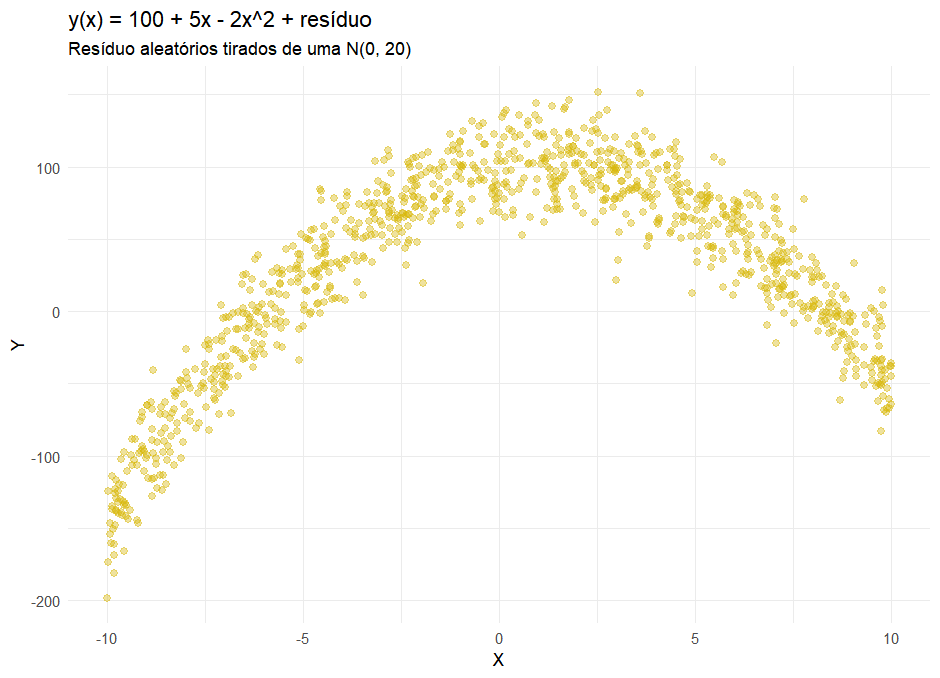 y(x) = 100 + 5x - 2x^2 + resíduo
Resíduo aleatórios tirados de uma N(0, 20)
100
0
-100
-200
Y
-10 -5 0 5 10
X